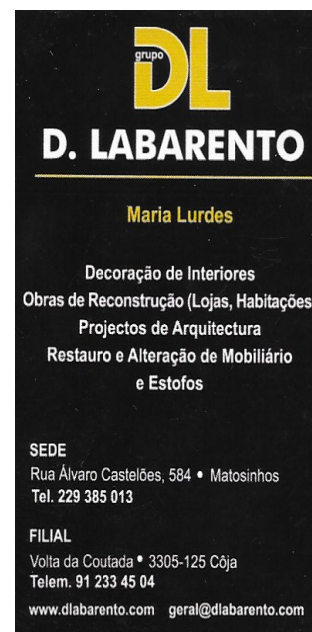 grupo
DL
D. LABARENTO
Maria Lurdes
Decoração de Interiores
Obras de Reconstrução (Lojas, Habitações
Projectos de Arquitectura
Restauro e Alteração de Mobiliário
e Estofos
SEDE
Rua Álvaro Castelões, 584 • Matosinhos
Tel. 229 385 013
FILIAL
Volta da Coutada • 3305-125 Côja
Telem. 91 233 45 04
www.dlabarento.com geral@dlabarento.com